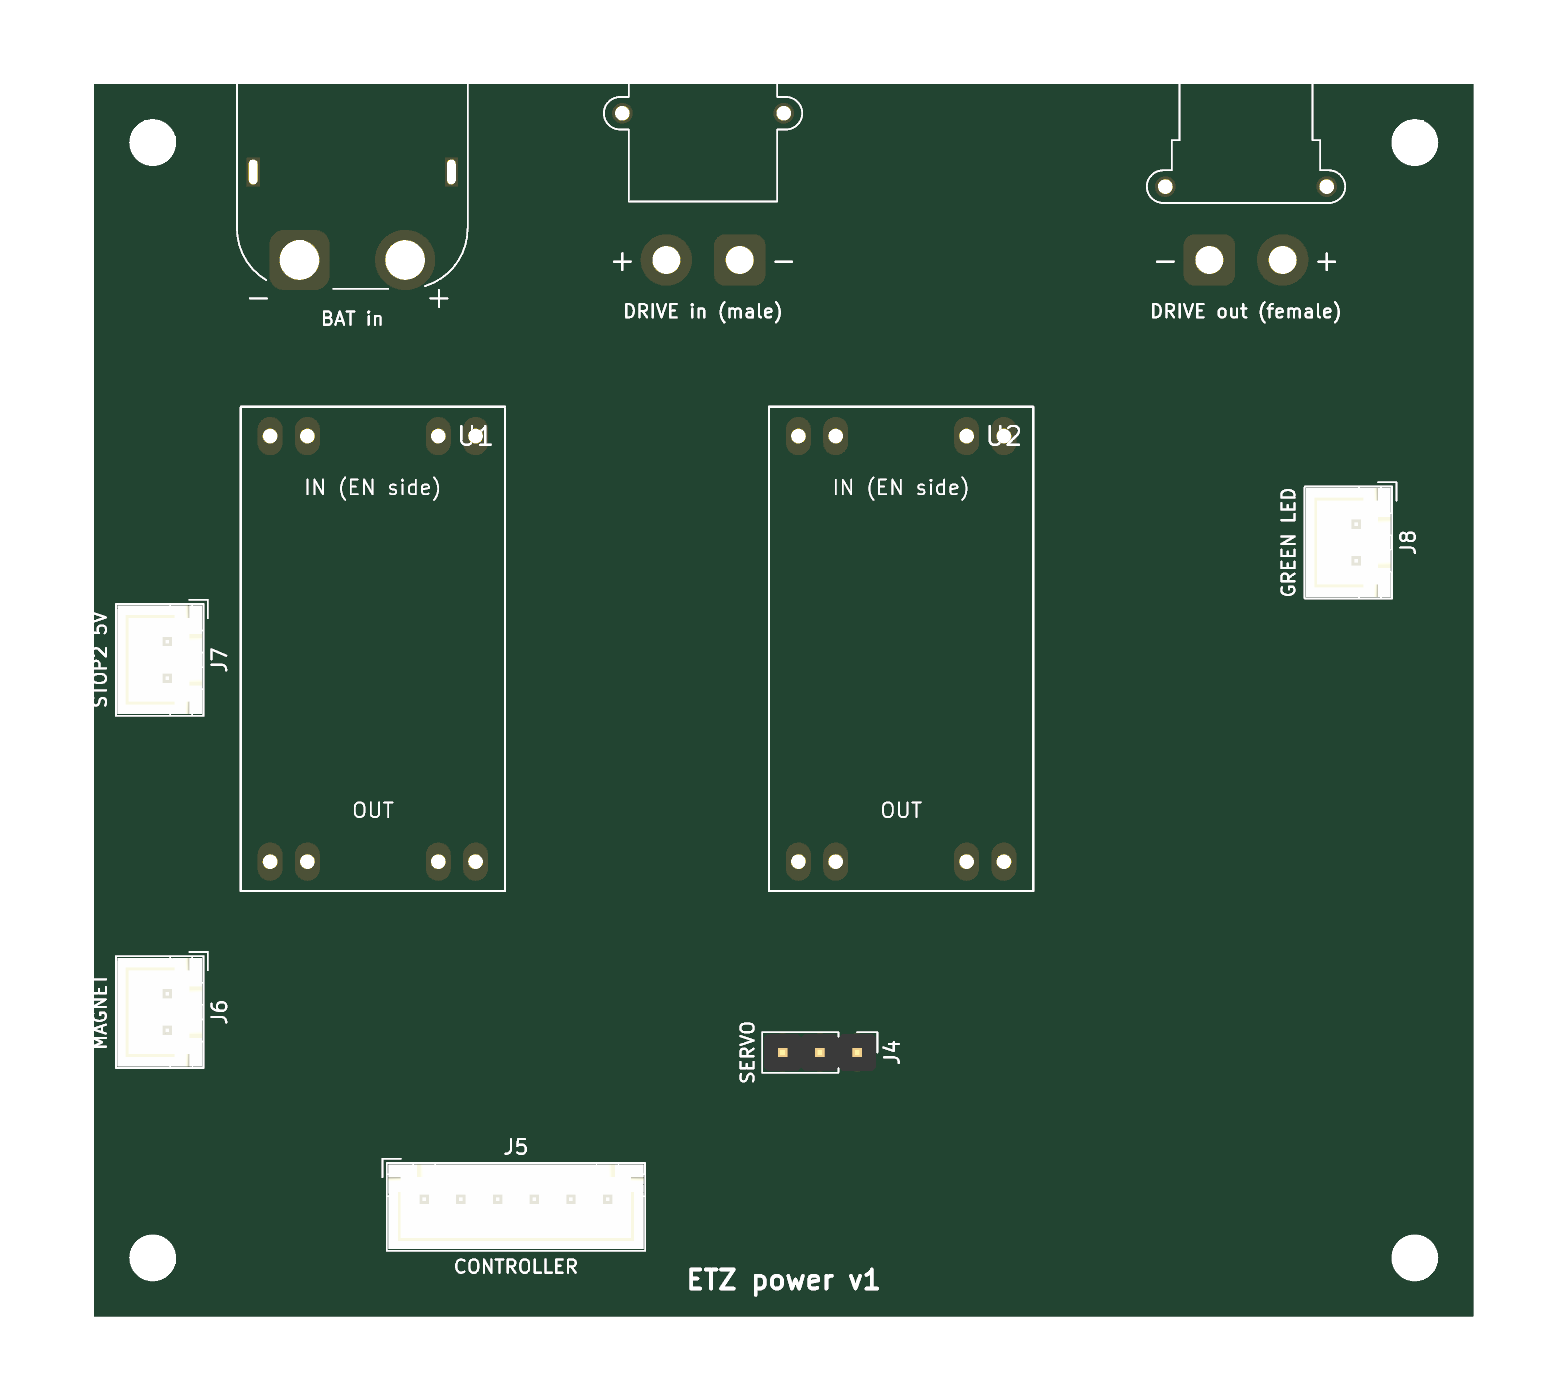 − +
BAT in
+ −
DRIVE in (male)
− +
DRIVE out (female)
U1
IN (EN side)
OUT
U2
IN (EN side)
OUT
GREEN LED
J8
STOP2 5V
J7
MAGNET
J6
SERVO
J4
J5
CONTROLLER
ETZ power v1